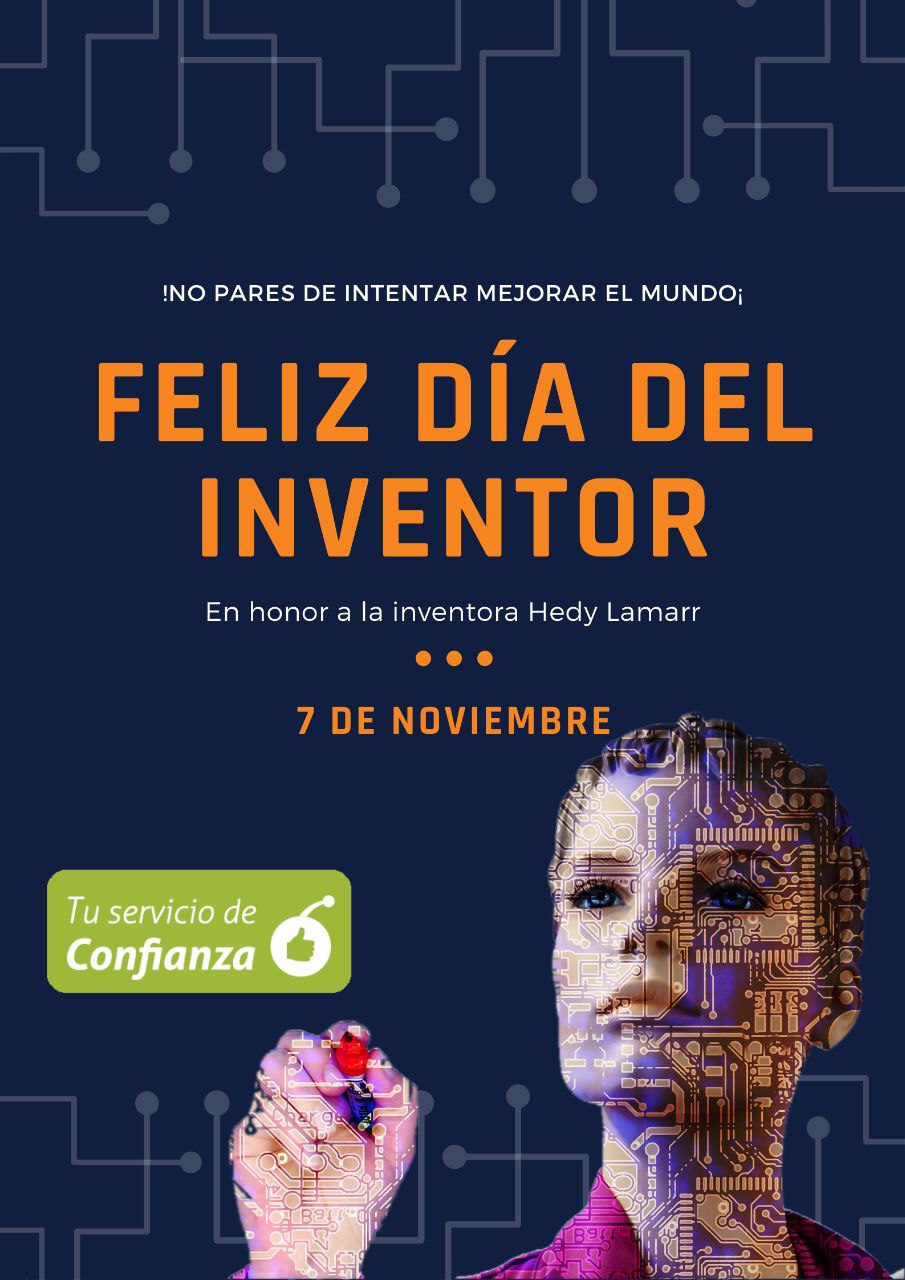 !NO PARES DE INTENTAR MEJORAR EL MUNDO¡
FELIZ DÍA DEL
INVENTOR
En honor a la inventora Hedy Lamarr
7 DE NOVIEMBRE
Tu servicio de
Confianza